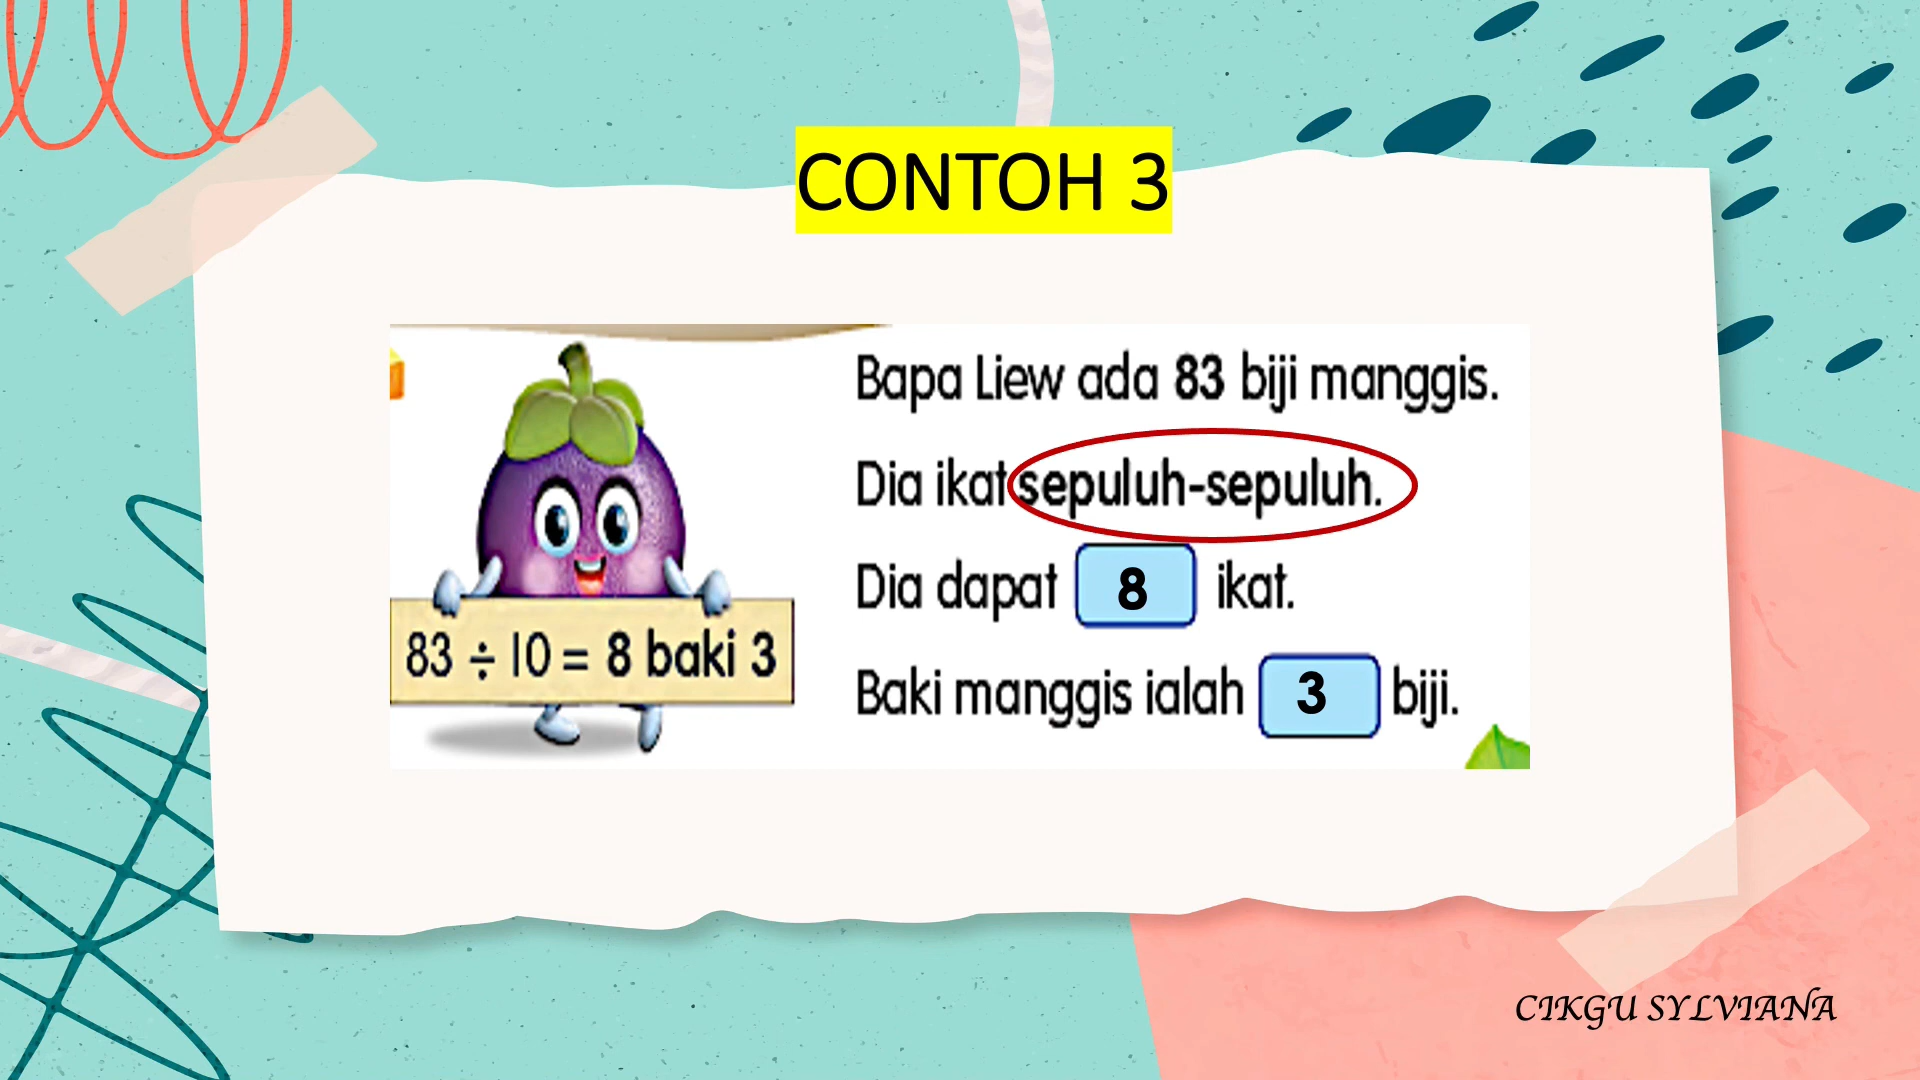 CONTOH 3
Bapa Liew ada 83 biji manggis.
Dia ikat sepuluh-sepuluh.
Dia dapat 8 ikat.
83 ÷ 10 = 8 baki 3
Baki manggis ialah 3 biji.
CIKGU SYLVIANA